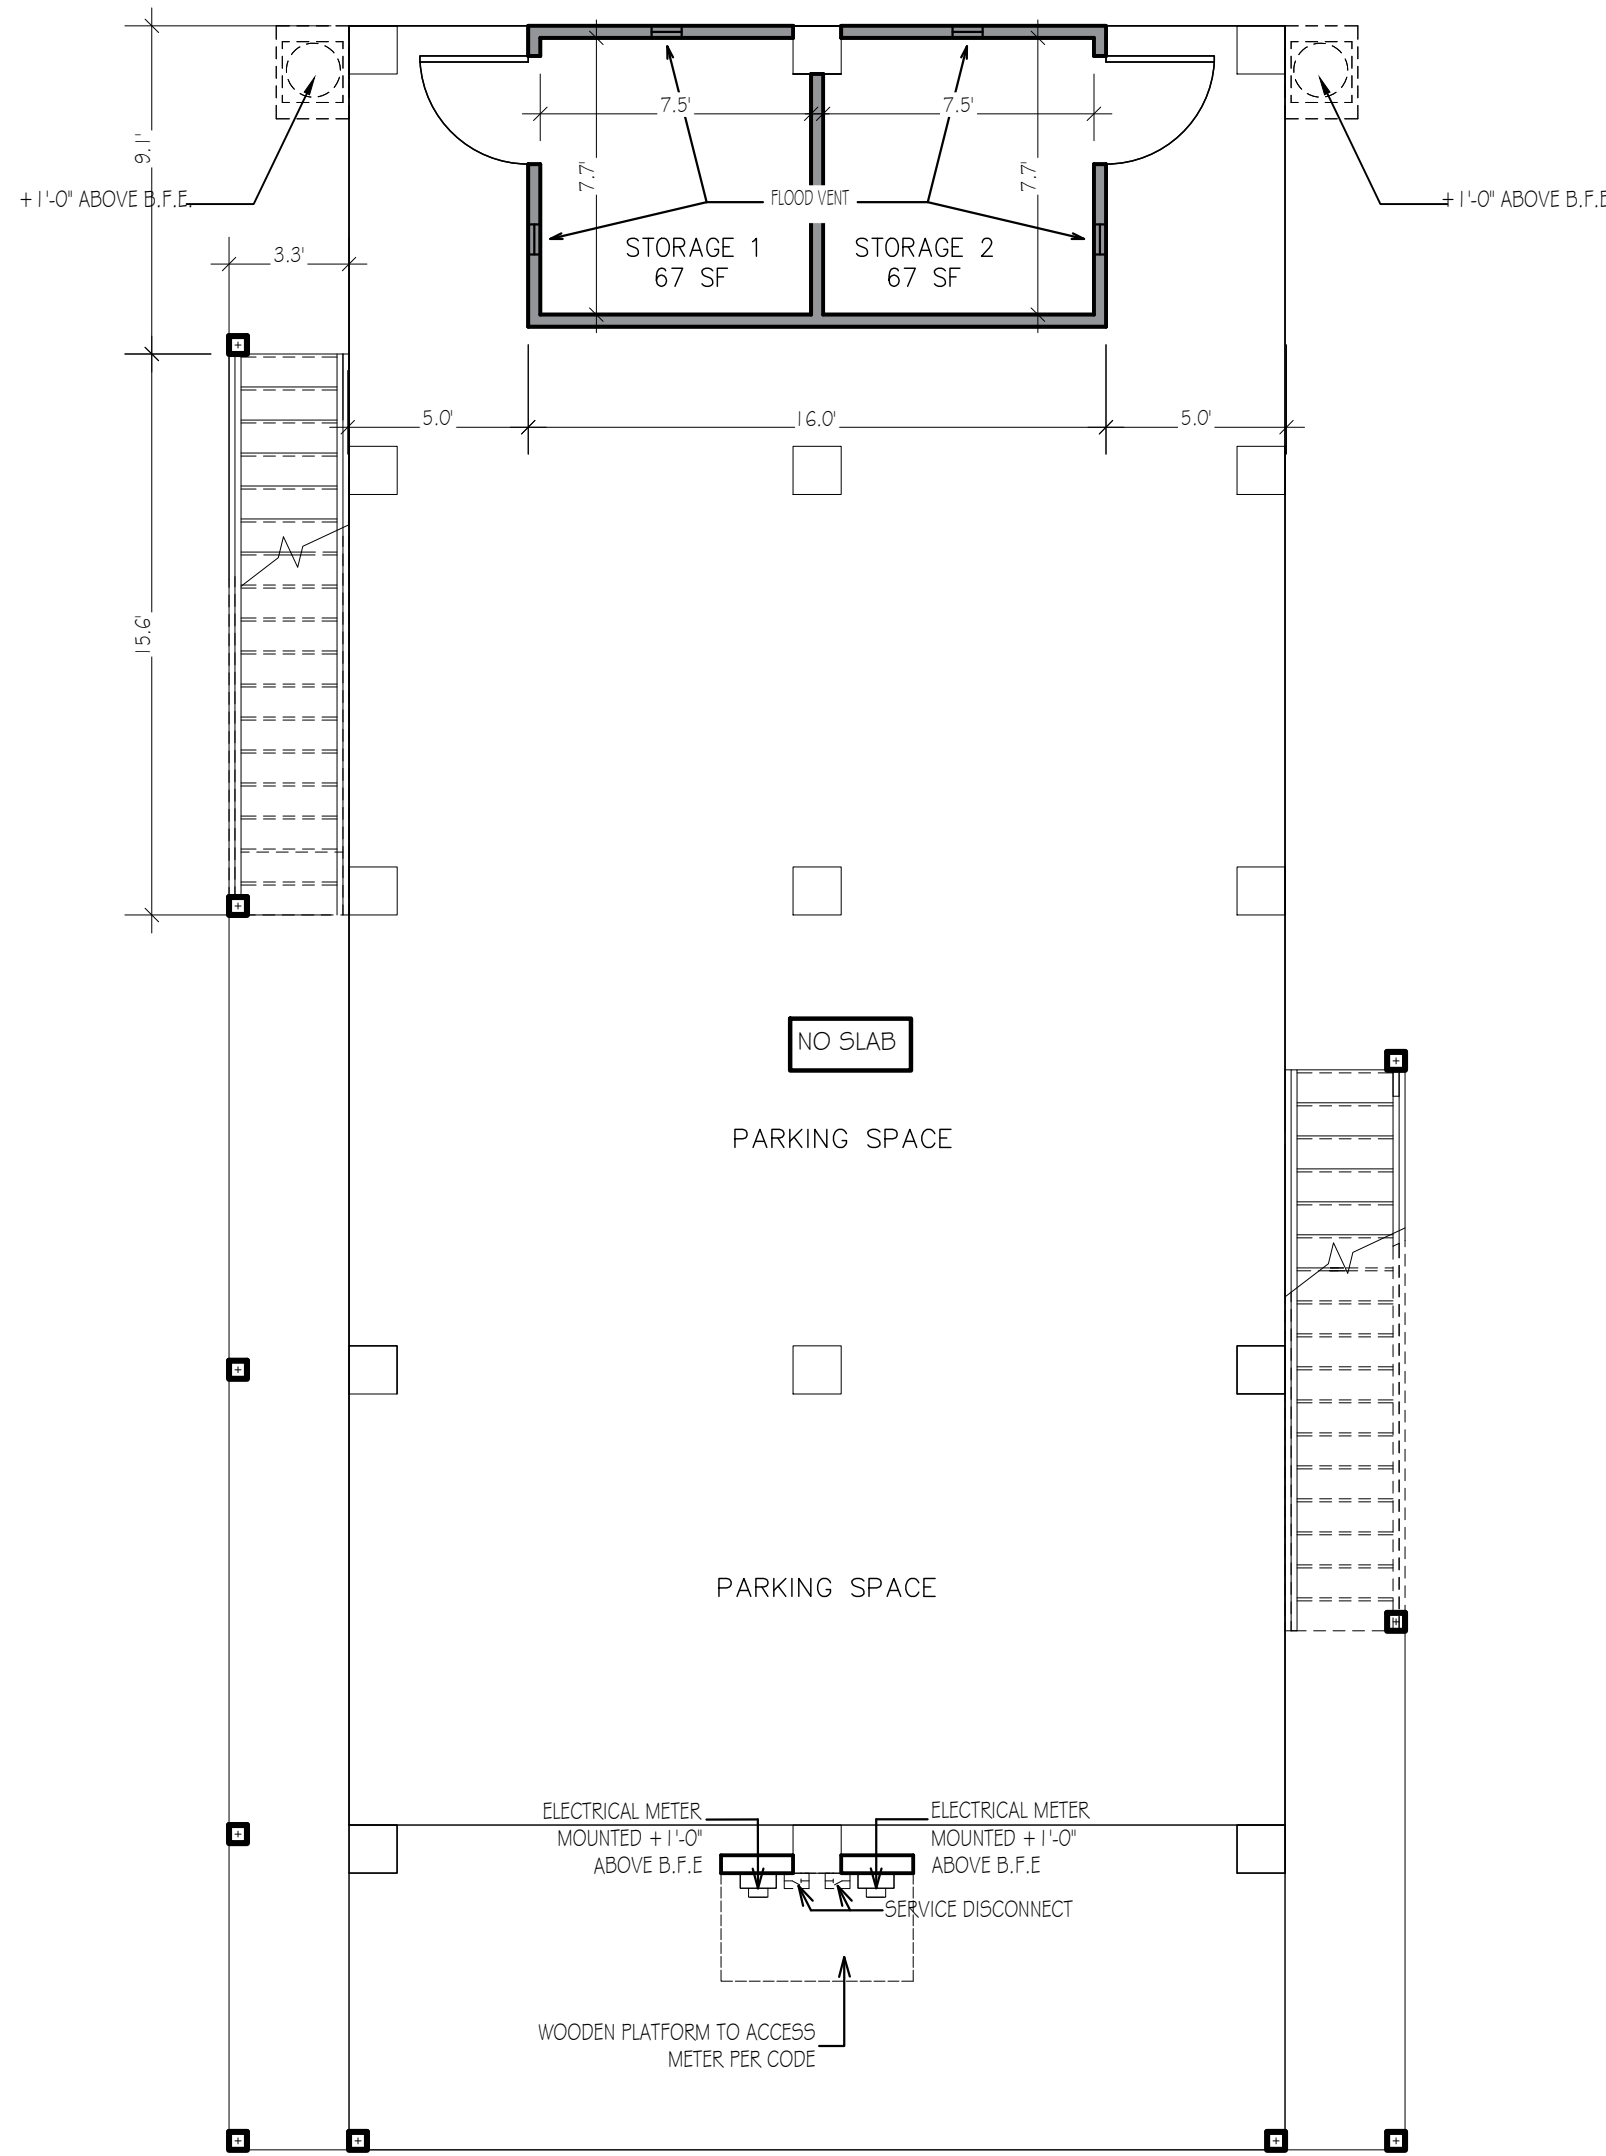 7.5'
7.5'
9.1'
7.7'
7.7'
+1'-0" ABOVE B.F.E.
FLOOD VENT
+1'-0" ABOVE B.F.E
STORAGE 1
67 SF
STORAGE 2
67 SF
3.3'
5.0'
16.0'
5.0'
15.6'
NO SLAB
PARKING SPACE
PARKING SPACE
ELECTRICAL METER
MOUNTED +1'-0"
ABOVE B.F.E
ELECTRICAL METER
MOUNTED +1'-0"
ABOVE B.F.E
SERVICE DISCONNECT
WOODEN PLATFORM TO ACCESS
METER PER CODE